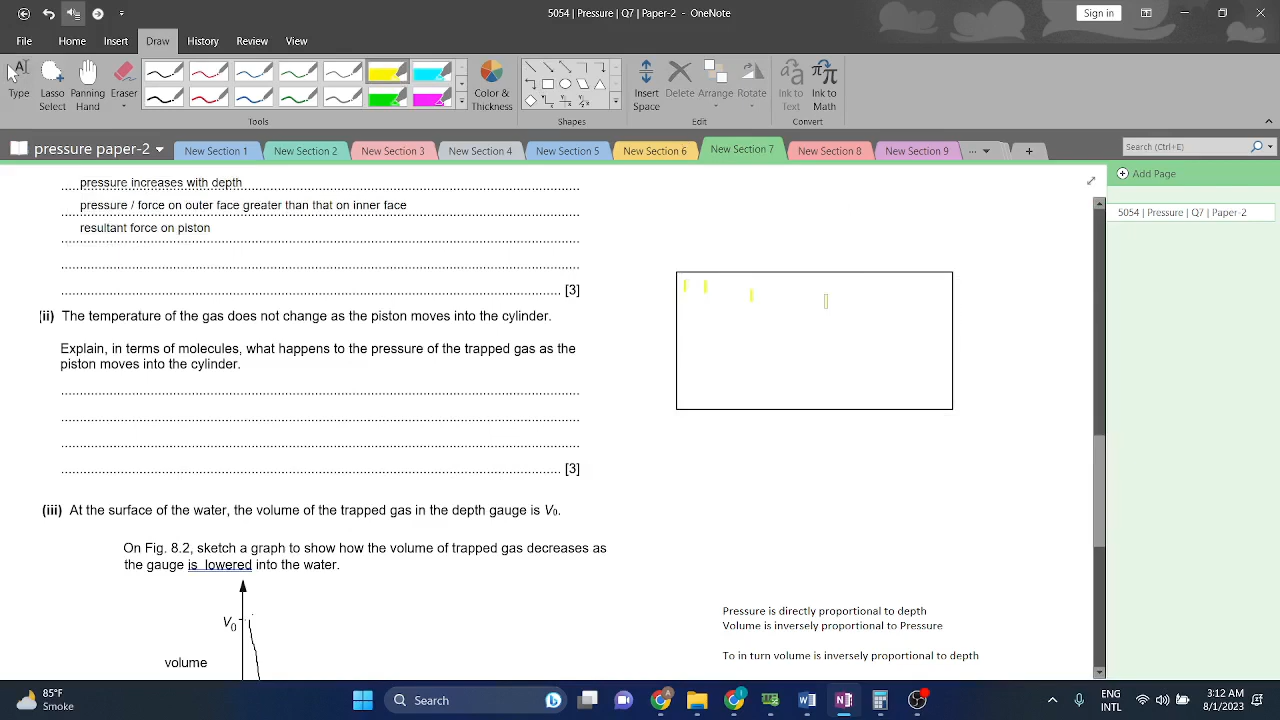 5054 | Pressure | Q7 | Paper-2 - OneNote
Sign in
File Home Insert Draw History Review View
Type
Lasso Select
Panning Hand
Eraser
Color & Thickness
Insert Space
Delete
Arrange
Rotate
Ink to Text
Ink to Math
Tools
Shapes
Edit
Convert
pressure paper-2
New Section 1
New Section 2
New Section 3
New Section 4
New Section 5
New Section 6
New Section 7
New Section 8
New Section 9
...
+
Search (Ctrl+E)
Add Page
5054 | Pressure | Q7 | Paper-2
pressure increases with depth
pressure / force on outer face greater than that on inner face
resultant force on piston
[3]
(ii) The temperature of the gas does not change as the piston moves into the cylinder.
Explain, in terms of molecules, what happens to the pressure of the trapped gas as the
piston moves into the cylinder.
[3]
(iii) At the surface of the water, the volume of the trapped gas in the depth gauge is V0.
On Fig. 8.2, sketch a graph to show how the volume of trapped gas decreases as
the gauge is lowered into the water.
V0
volume
Pressure is directly proportional to depth
Volume is inversely proportional to Pressure
To in turn volume is inversely proportional to depth
85°F
Smoke
Search
ENG
INTL
3:12 AM
8/1/2023